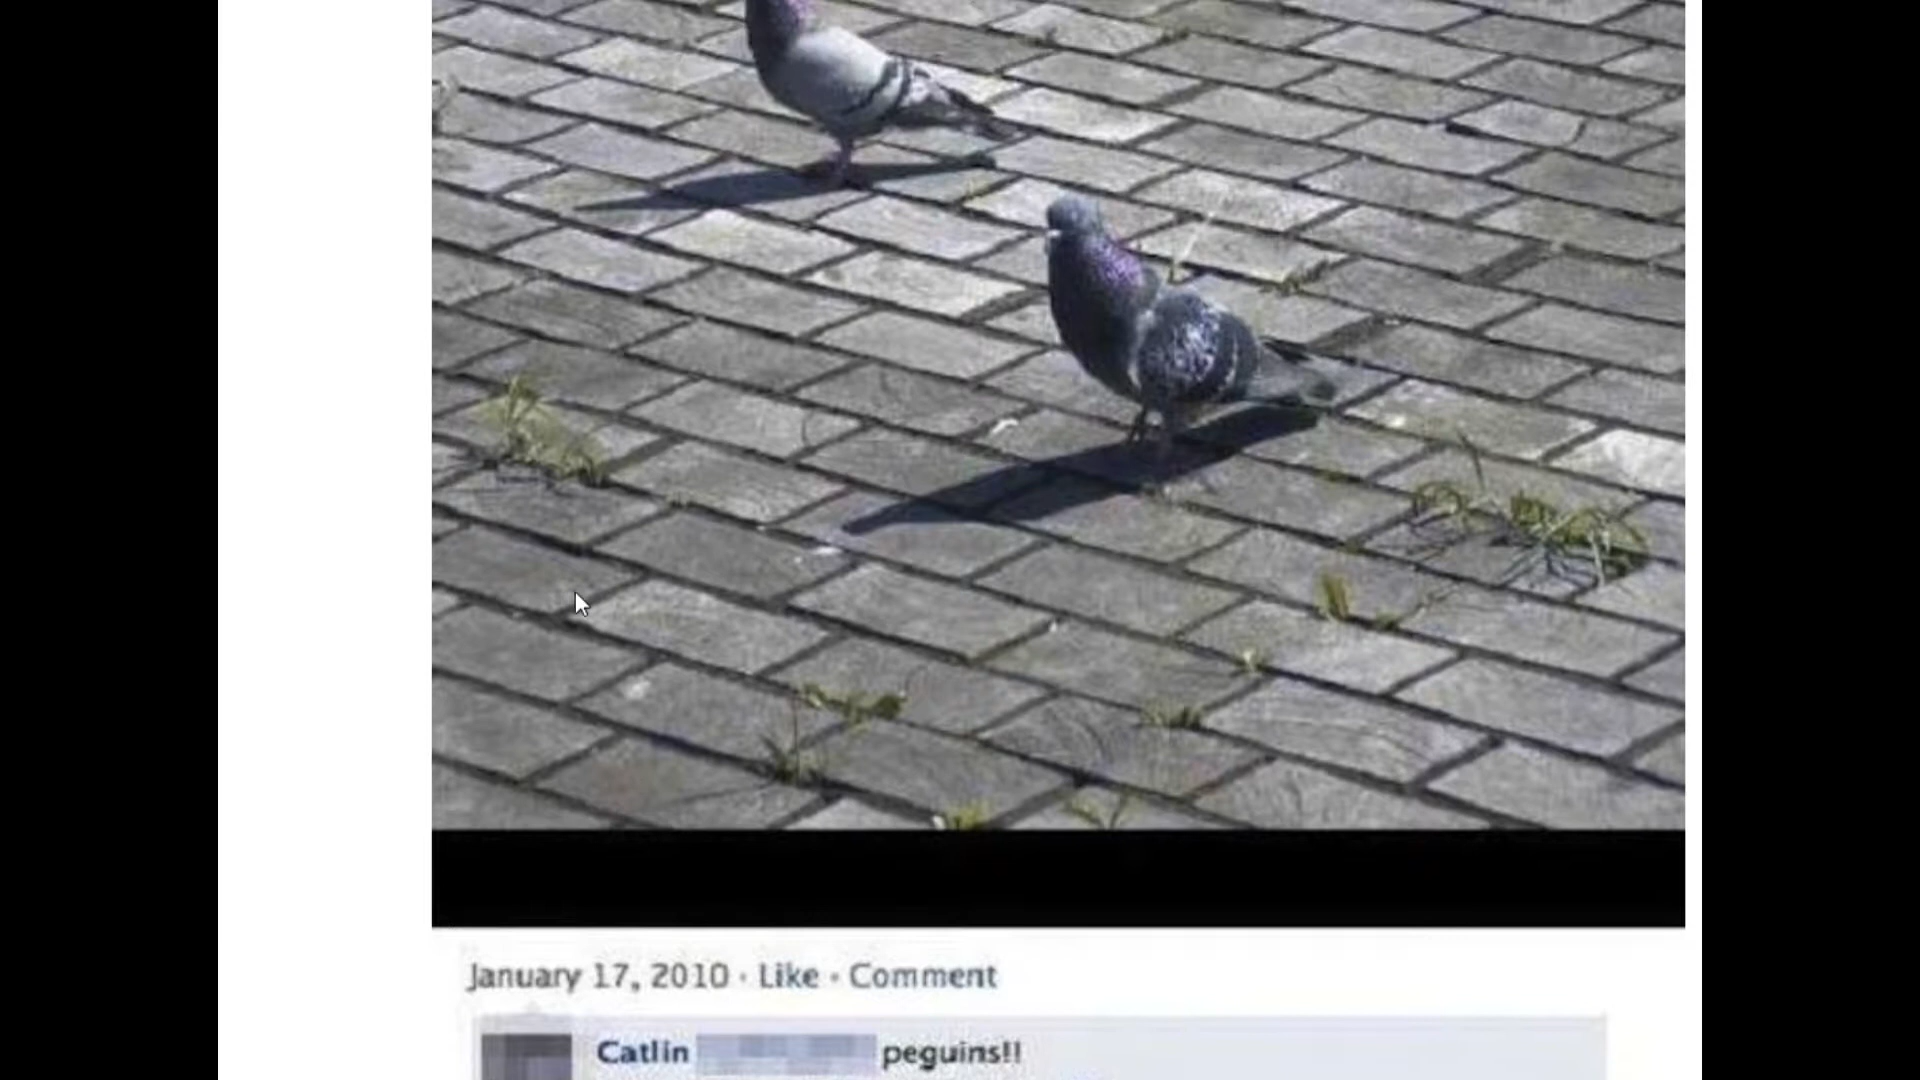 January 17, 2010 · Like · Comment
Catlin peguins!!